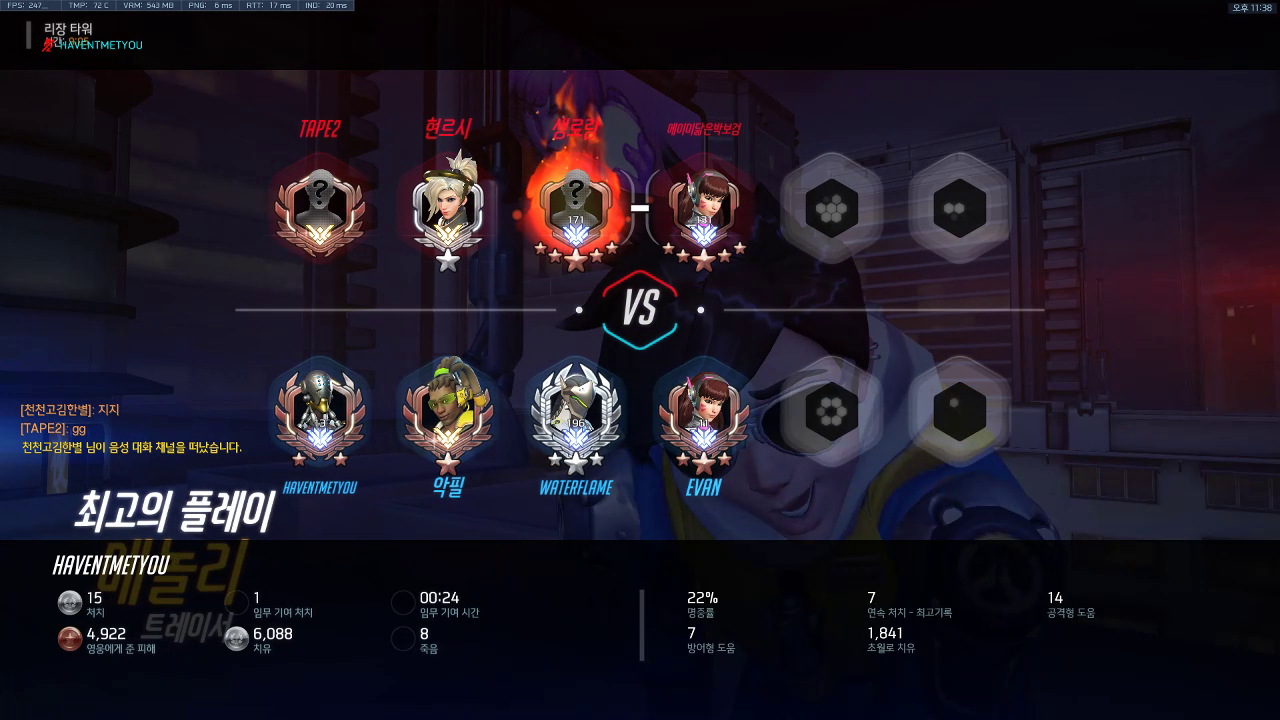 FPS: 247... TMP: 72 C VRM: 543 MB PNG: 6 ms RTT: 17 ms IND: 20 ms
오후 11:38
리장 타워
HAVENTMETYOU
TAPE2 현르시 생로랑 에이미닮은박보검
171
VS
196
[천천고김한별]: 지지
[TAPE2]: gg
천천고김한별 님이 음성 대화 채널을 떠났습니다.
HAVENTMETYOU 악필 WATERFLAME EVAN
최고의 플레이
HAVENTMETYOU
트레이서
15 1 00:24 22% 7 14
처치 임무 기여 처치 임무 기여 시간 명중률 연속 처치 - 최고기록 공격형 도움
4,922 6,088 8 7 1,841
영웅에게 준 피해 치유 죽음 방어형 도움 초월로 치유